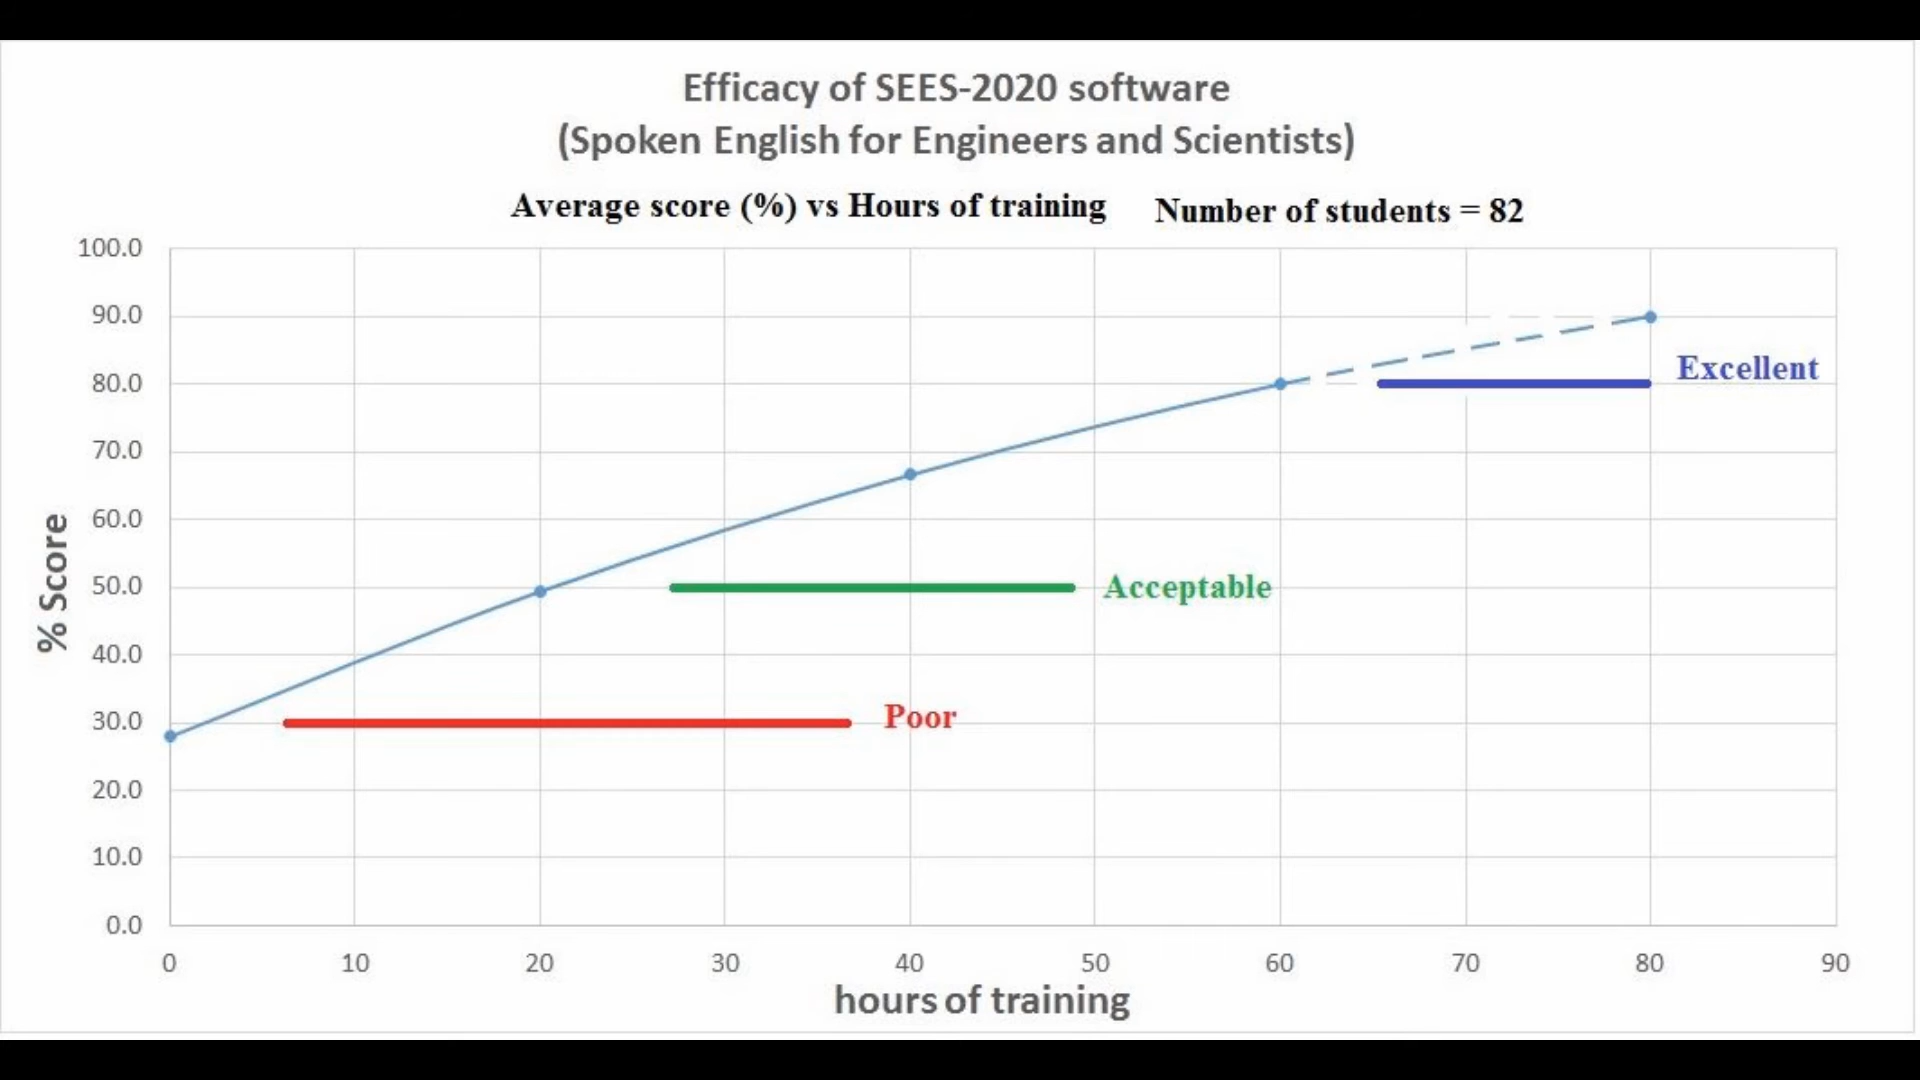 Efficacy of SEES-2020 software
(Spoken English for Engineers and Scientists)
Average score (%) vs Hours of training Number of students = 82
100.0
90.0
80.0
70.0
60.0
50.0
40.0
30.0
20.0
10.0
0.0
% Score
Excellent
Acceptable
Poor
0 10 20 30 40 50 60 70 80 90
hours of training